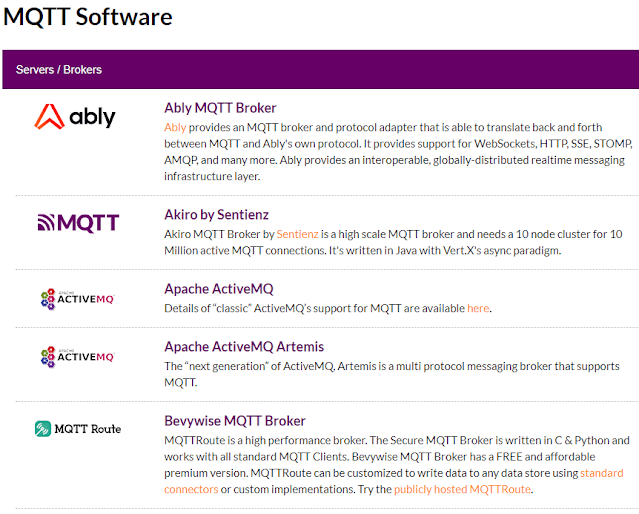 MQTT Software
Servers / Brokers
ably
Ably MQTT Broker
Ably provides an MQTT broker and protocol adapter that is able to translate back and forth
between MQTT and Ably's own protocol. It provides support for WebSockets, HTTP, SSE, STOMP,
AMQP, and many more. Ably provides an interoperable, globally-distributed realtime messaging
infrastructure layer.
MQTT
Akiro by Sentienz
Akiro MQTT Broker by Sentienz is a high scale MQTT broker and needs a 10 node cluster for 10
Million active MQTT connections. It's written in Java with Vert.X's async paradigm.
APACHE
ACTIVEMQ
Apache ActiveMQ
Details of “classic” ActiveMQ’s support for MQTT are available here.
APACHE
ACTIVEMQ
Apache ActiveMQ Artemis
The “next generation” of ActiveMQ, Artemis is a multi protocol messaging broker that supports
MQTT.
MQTT Route
Bevywise MQTT Broker
MQTTRoute is a high performance broker. The Secure MQTT Broker is written in C & Python and
works with all standard MQTT Clients. Bevywise MQTT Broker has a FREE and affordable
premium version. MQTTRoute can be customized to write data to any data store using standard
connectors or custom implementations. Try the publicly hosted MQTTRoute.